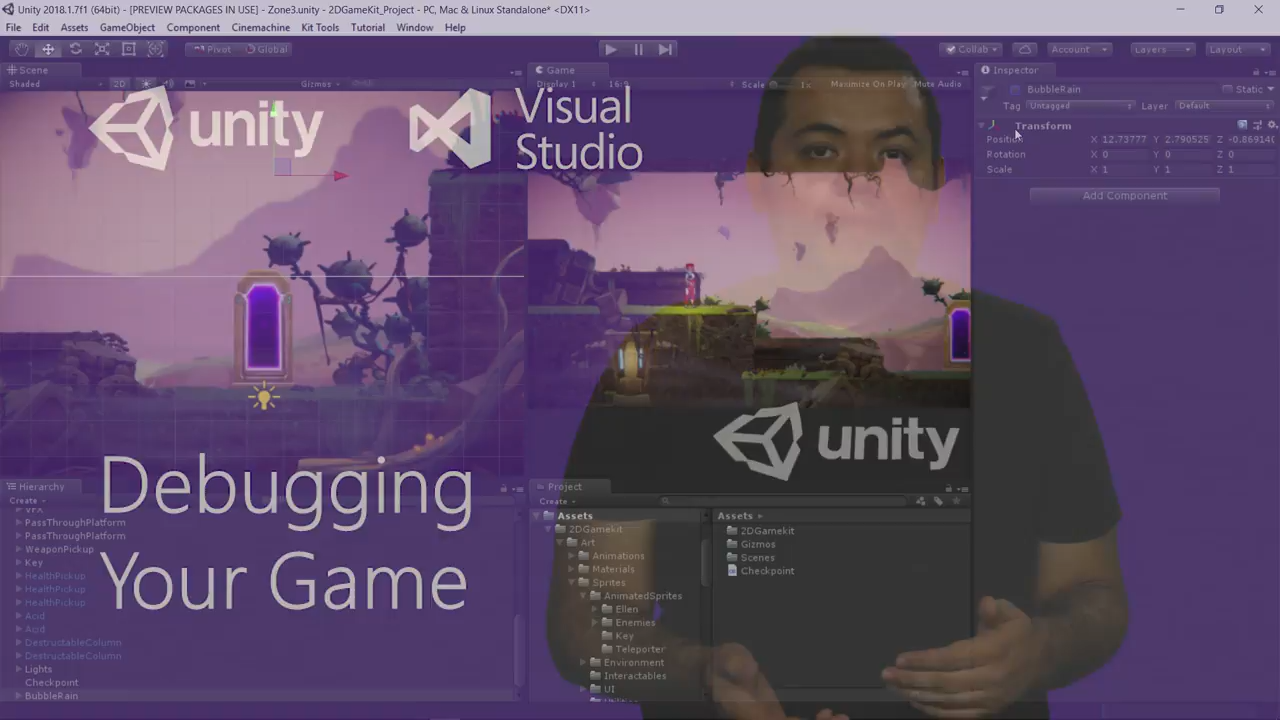 Unity 2018.1.7f1 (64bit) - [PREVIEW PACKAGES IN USE] - Zone3.unity - 2DGameKit_Project - PC, Mac & Linux Standalone* <DX11>
File Edit Assets GameObject Component Cinemachine Kit Tools Tutorial Window Help
Pivot Global Collab Account Layers Layout
Scene
Shaded 2D Gizmos
Game
Display 1 16:9 Scale 1x Maximize On Play Mute Audio
Inspector
BubbleRain Static
Tag Untagged Layer Default
Transform
Position X 12.73777 Y 2.790525 Z -0.869146
Rotation X 0 Y 0 Z 0
Scale X 1 Y 1 Z 1
Add Component
unity
Visual
Studio
unity
Debugging
Your Game
Hierarchy
Create
VFX
PassThroughPlatform
PassThroughPlatform
WeaponPickup
Key
HealthPickup
HealthPickup
HealthPickup
Acid
Acid
DestructableColumn
DestructableColumn
Lights
Checkpoint
BubbleRain
Project
Create
Assets
2DGamekit
Art
Animations
Materials
Sprites
AnimatedSprites
Ellen
Enemies
Key
Teleporter
Environment
Interactables
UI
Assets
2DGamekit
Gizmos
Scenes
Checkpoint